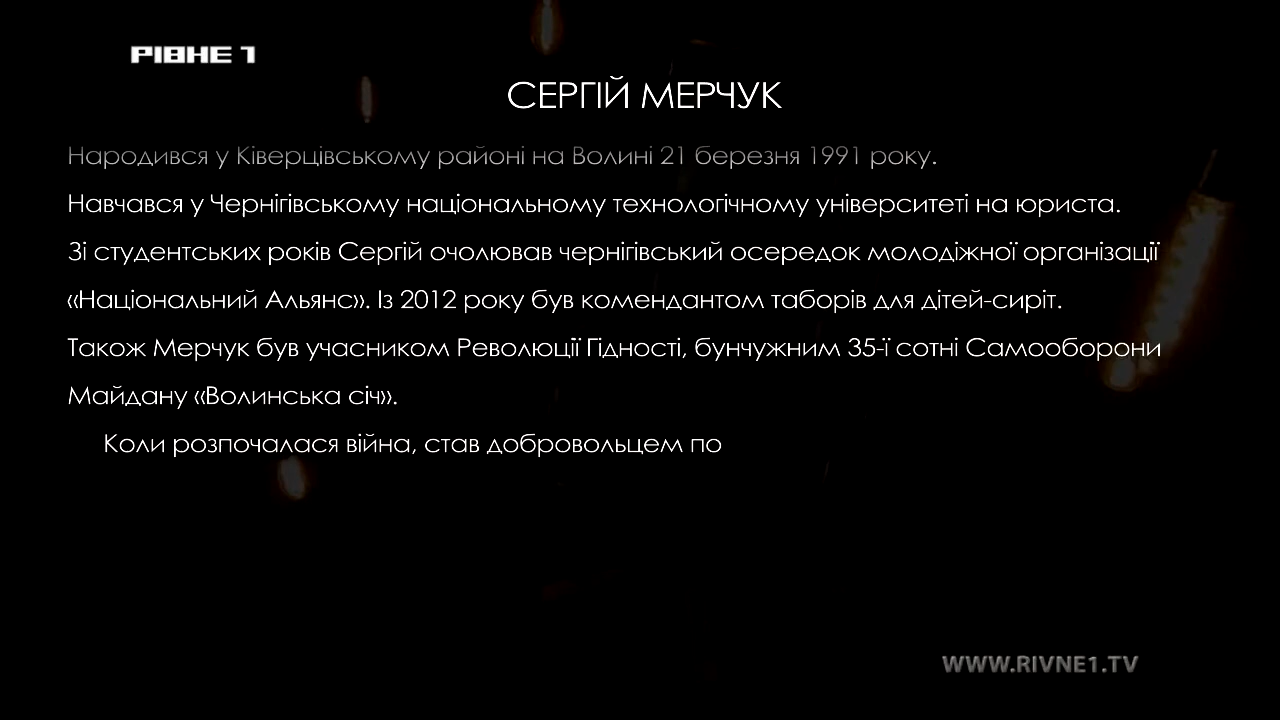 РІВНЕ 1
СЕРГІЙ МЕРЧУК
Народився у Ківерцівському районі на Волині 21 березня 1991 року.
Навчався у Чернігівському національному технологічному університеті на юриста.
Зі студентських років Сергій очолював чернігівський осередок молодіжної організації
«Національний Альянс». Із 2012 року був комендантом таборів для дітей-сиріт.
Також Мерчук був учасником Революції Гідності, бунчужним 35-ї сотні Самооборони
Майдану «Волинська січ».
Коли розпочалася війна, став добровольцем по
WWW.RIVNE1.TV